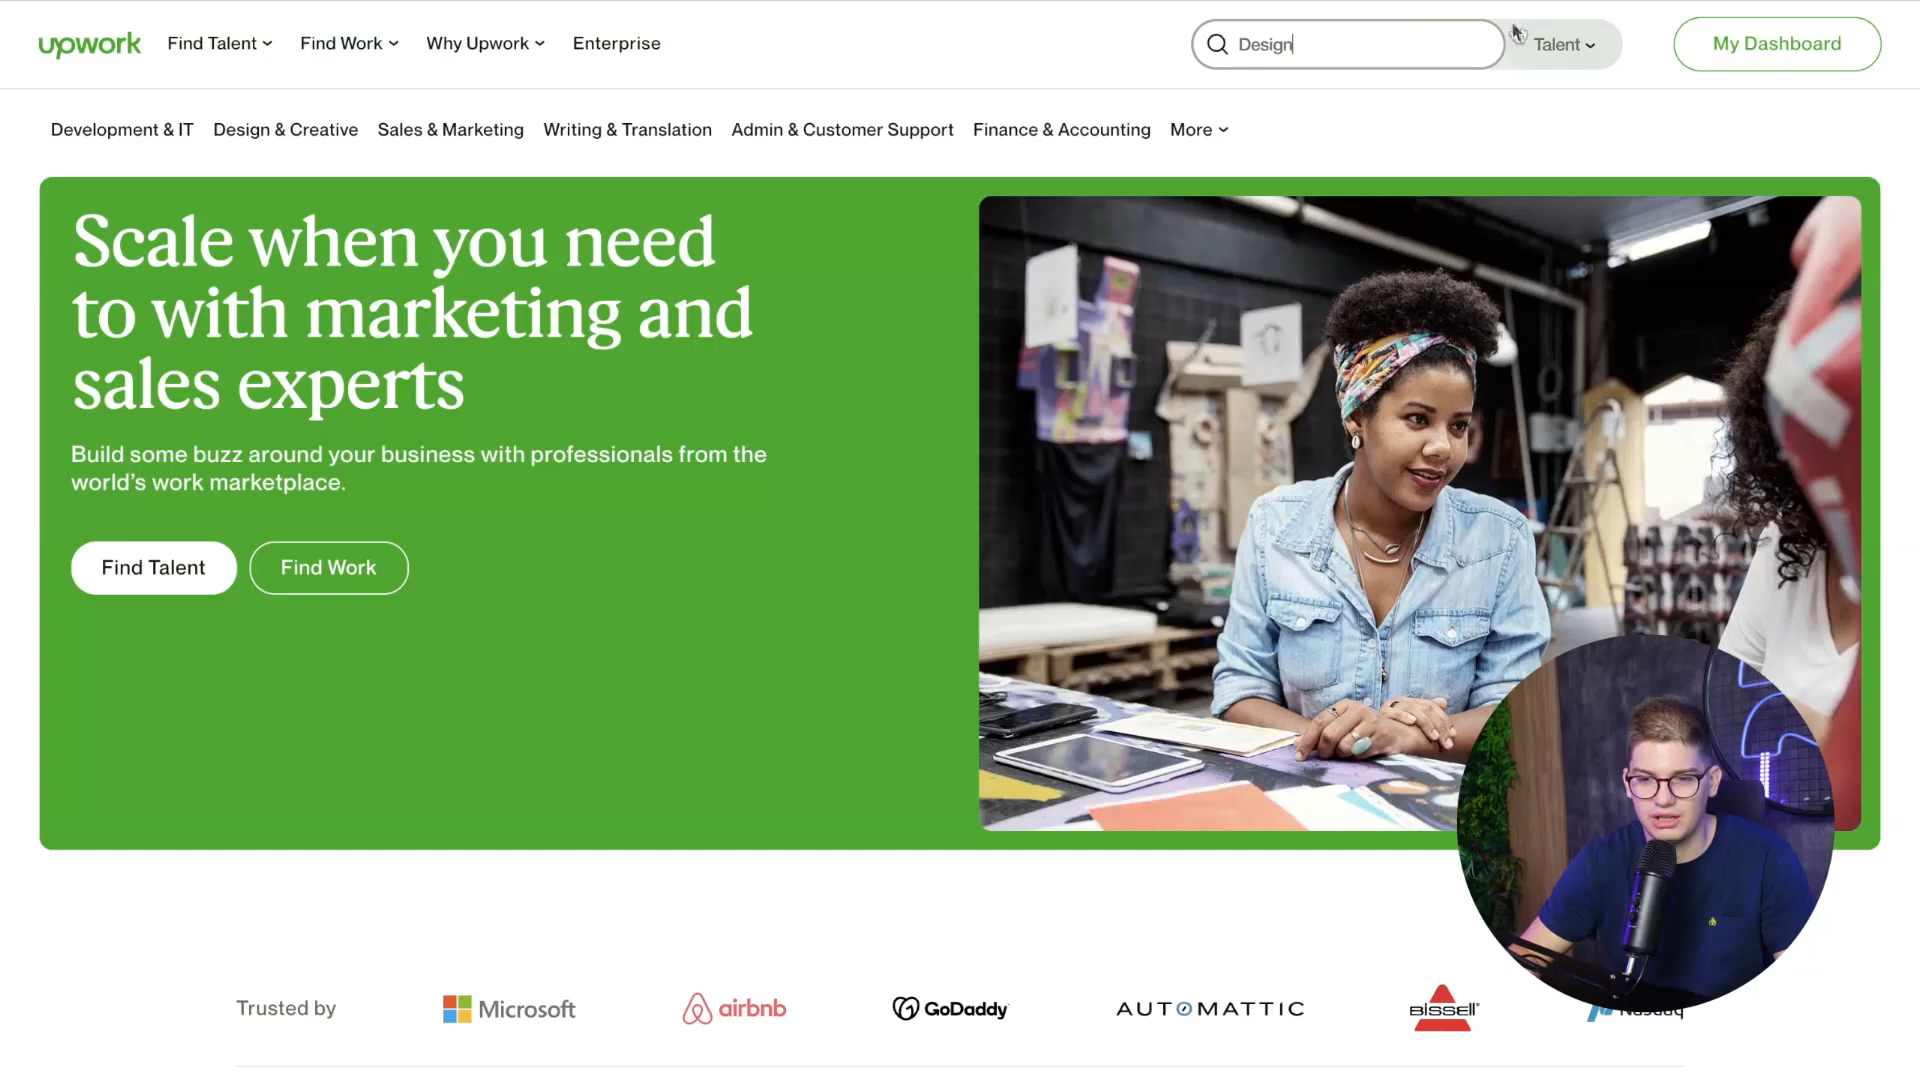 upwork
Find Talent
Find Work
Why Upwork
Enterprise
Design
Talent
My Dashboard
Development & IT
Design & Creative
Sales & Marketing
Writing & Translation
Admin & Customer Support
Finance & Accounting
More
Scale when you need
to with marketing and
sales experts
Build some buzz around your business with professionals from the
world's work marketplace.
Find Talent
Find Work
Trusted by
Microsoft
airbnb
GoDaddy
AUTOMATTIC
BISSELL
Nasdaq